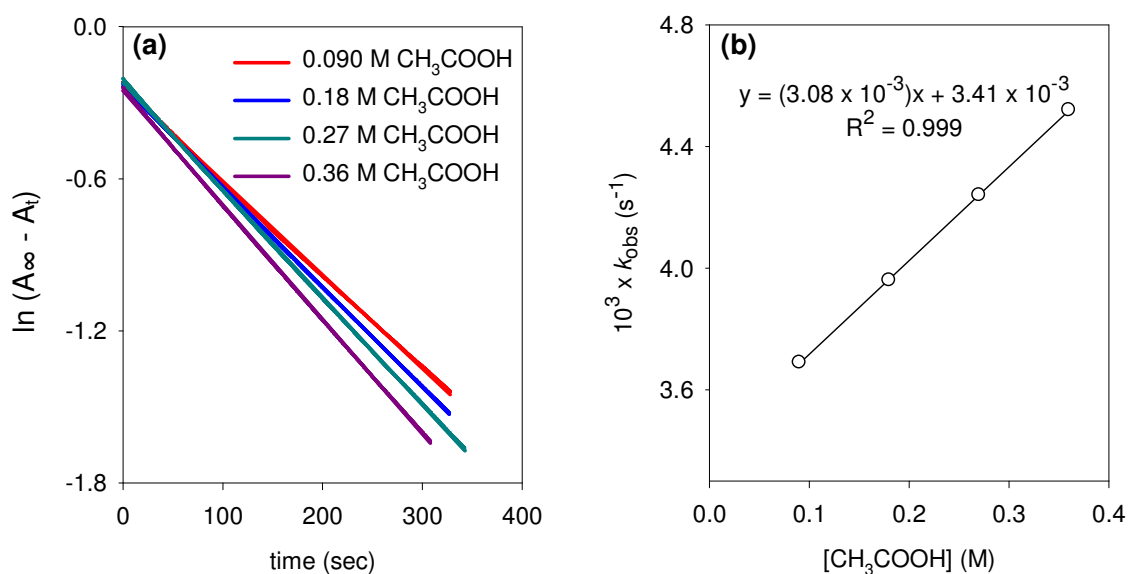 (a)
0.090 M CH₃COOH
0.18 M CH₃COOH
0.27 M CH₃COOH
0.36 M CH₃COOH
0.0
-0.6
-1.2
-1.8
ln (A∞ - Aₜ)
0 100 200 300 400
time (sec)
(b)
y = (3.08 x 10⁻³)x + 3.41 x 10⁻³
R² = 0.999
4.8
4.4
4.0
3.6
10³ x kobs (s⁻¹)
0.0 0.1 0.2 0.3 0.4
[CH₃COOH] (M)